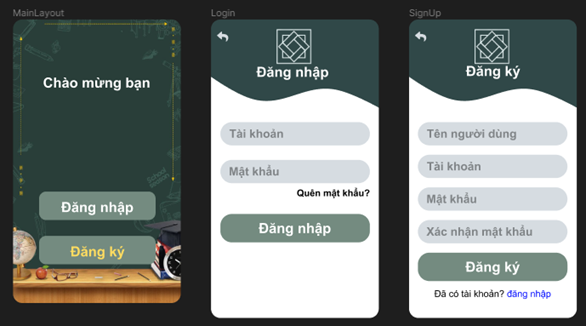 MainLayout
Chào mừng bạn
Đăng nhập
Đăng ký
Login
Đăng nhập
Tài khoản
Mật khẩu
Quên mật khẩu?
Đăng nhập
SignUp
Đăng ký
Tên người dùng
Tài khoản
Mật khẩu
Xác nhận mật khẩu
Đăng ký
Đã có tài khoản? đăng nhập